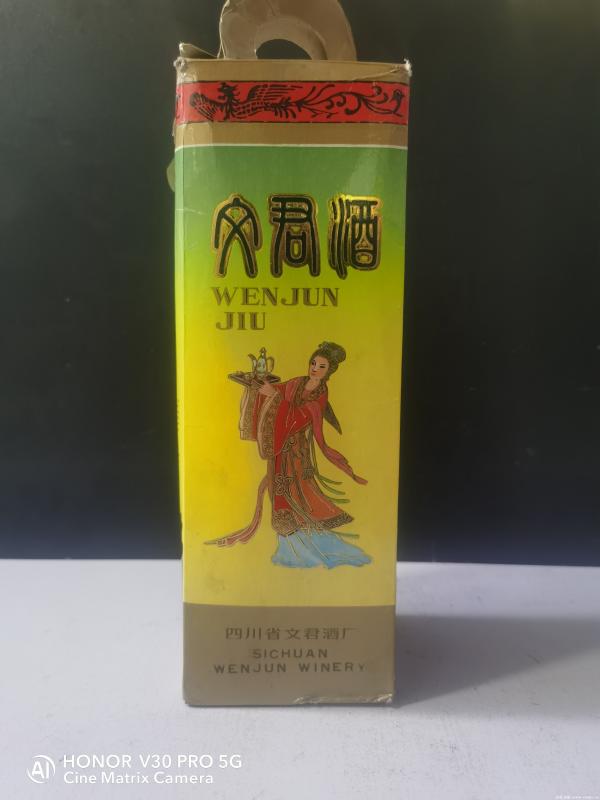 文君酒
WENJUN
JIU
四川省文君酒厂
SICHUAN
WENJUN WINERY
AI HONOR V30 PRO 5G
Cine Matrix Camera